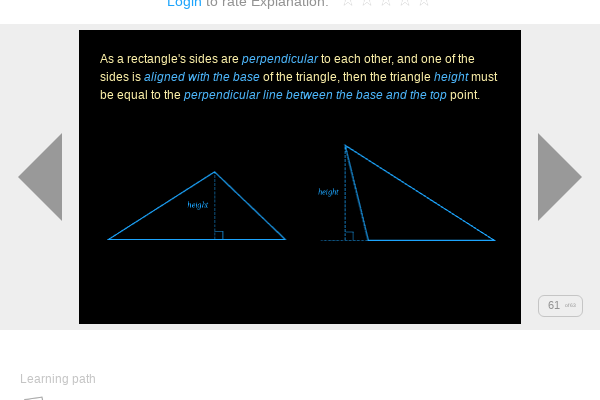 Login to rate Explanation:
As a rectangle's sides are perpendicular to each other, and one of the
sides is aligned with the base of the triangle, then the triangle height must
be equal to the perpendicular line between the base and the top point.
height
height
61
Learning path